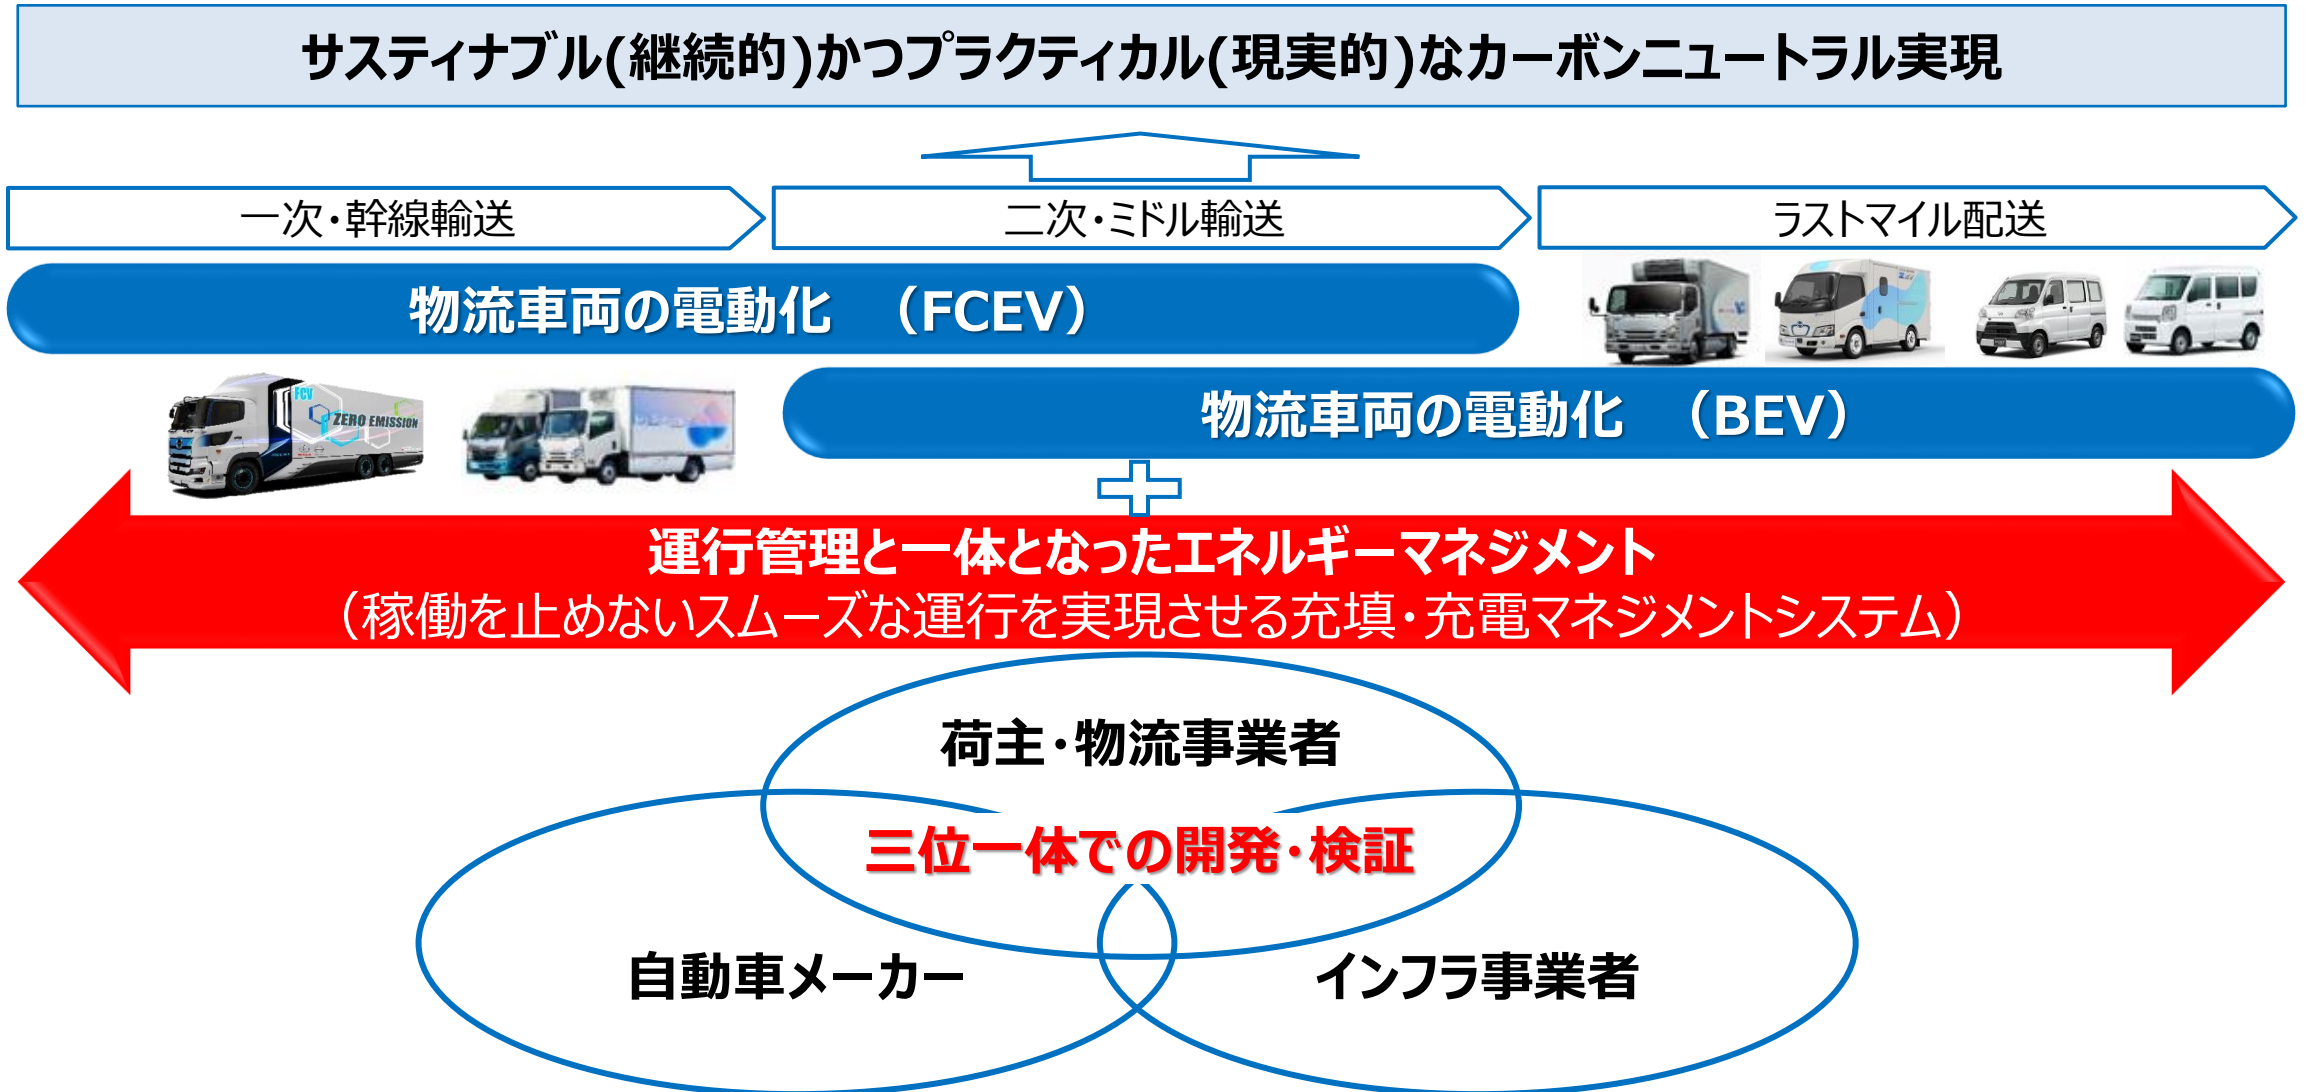 サスティナブル(継続的)かつプラクティカル(現実的)なカーボンニュートラル実現
一次・幹線輸送
二次・ミドル輸送
ラストマイル配送
物流車両の電動化　（FCEV）
FCV
ZERO EMISSION
物流車両の電動化　（BEV）
運行管理と一体となったエネルギーマネジメント
（稼働を止めないスムーズな運行を実現させる充填・充電マネジメントシステム）
荷主・物流事業者
三位一体での開発・検証
自動車メーカー
インフラ事業者